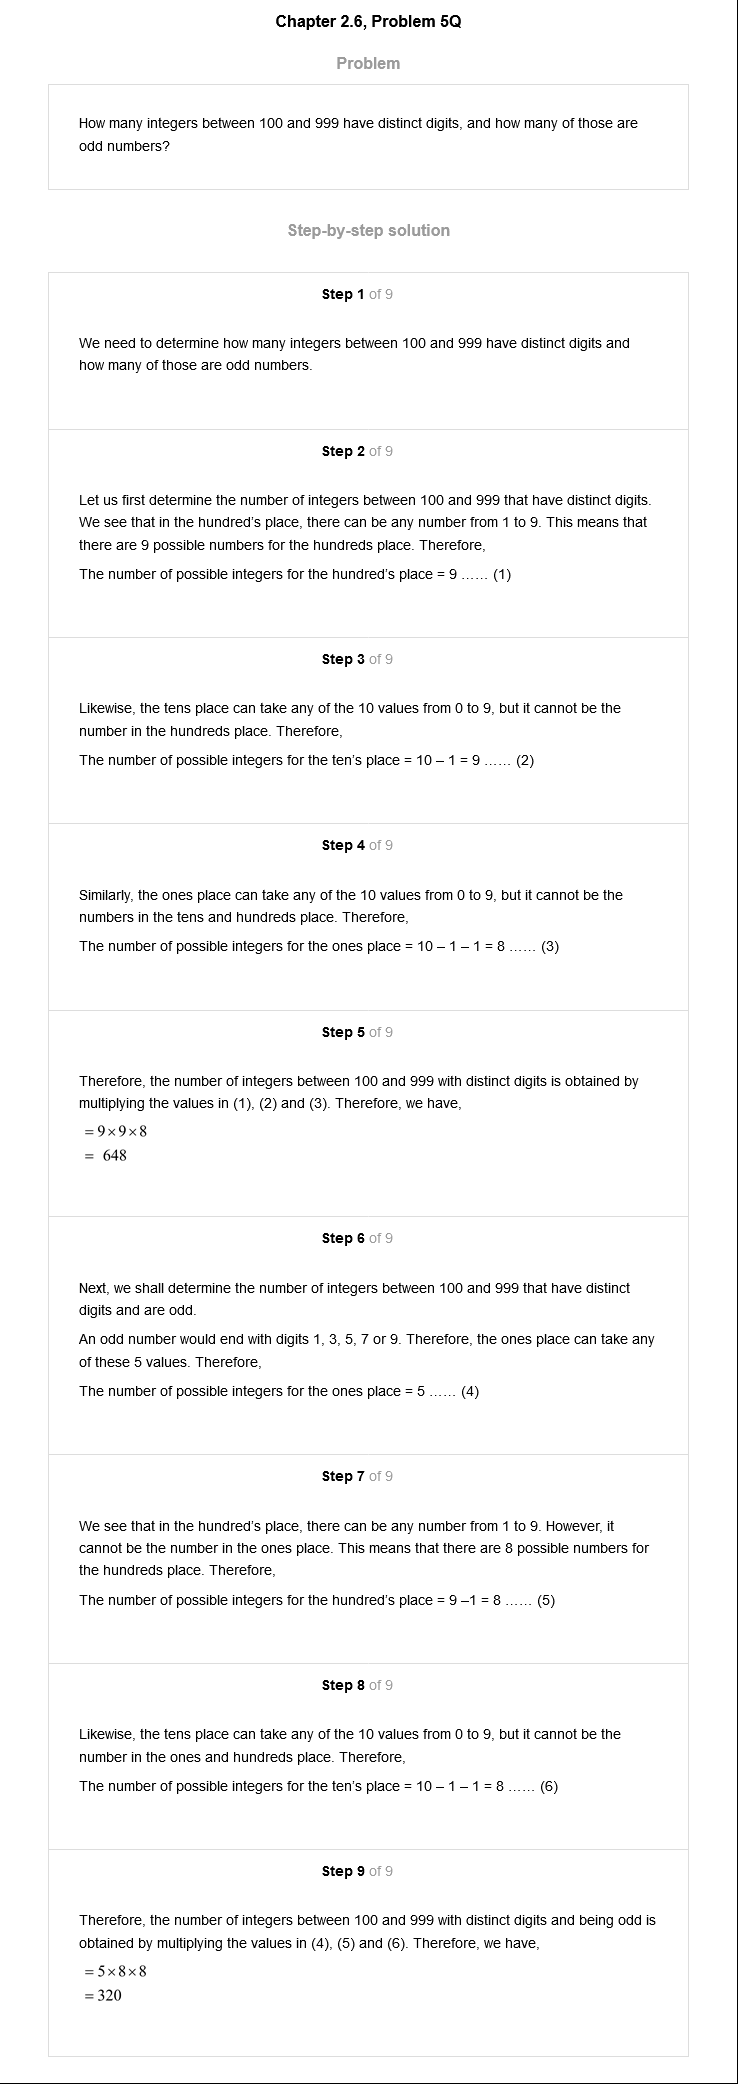 Chapter 2.6, Problem 5Q
Problem
How many integers between 100 and 999 have distinct digits, and how many of those are
odd numbers?
Step-by-step solution
Step 1 of 9
We need to determine how many integers between 100 and 999 have distinct digits and
how many of those are odd numbers.
Step 2 of 9
Let us first determine the number of integers between 100 and 999 that have distinct digits.
We see that in the hundred's place, there can be any number from 1 to 9. This means that
there are 9 possible numbers for the hundreds place. Therefore,
The number of possible integers for the hundred's place = 9 …… (1)
Step 3 of 9
Likewise, the tens place can take any of the 10 values from 0 to 9, but it cannot be the
number in the hundreds place. Therefore,
The number of possible integers for the ten's place = 10 – 1 = 9 …… (2)
Step 4 of 9
Similarly, the ones place can take any of the 10 values from 0 to 9, but it cannot be the
numbers in the tens and hundreds place. Therefore,
The number of possible integers for the ones place = 10 – 1 – 1 = 8 …… (3)
Step 5 of 9
Therefore, the number of integers between 100 and 999 with distinct digits is obtained by
multiplying the values in (1), (2) and (3). Therefore, we have,
= 9×9×8
= 648
Step 6 of 9
Next, we shall determine the number of integers between 100 and 999 that have distinct
digits and are odd.
An odd number would end with digits 1, 3, 5, 7 or 9. Therefore, the ones place can take any
of these 5 values. Therefore,
The number of possible integers for the ones place = 5 …… (4)
Step 7 of 9
We see that in the hundred's place, there can be any number from 1 to 9. However, it
cannot be the number in the ones place. This means that there are 8 possible numbers for
the hundreds place. Therefore,
The number of possible integers for the hundred's place = 9 –1 = 8 …… (5)
Step 8 of 9
Likewise, the tens place can take any of the 10 values from 0 to 9, but it cannot be the
number in the ones and hundreds place. Therefore,
The number of possible integers for the ten's place = 10 – 1 – 1 = 8 …… (6)
Step 9 of 9
Therefore, the number of integers between 100 and 999 with distinct digits and being odd is
obtained by multiplying the values in (4), (5) and (6). Therefore, we have,
= 5×8×8
= 320